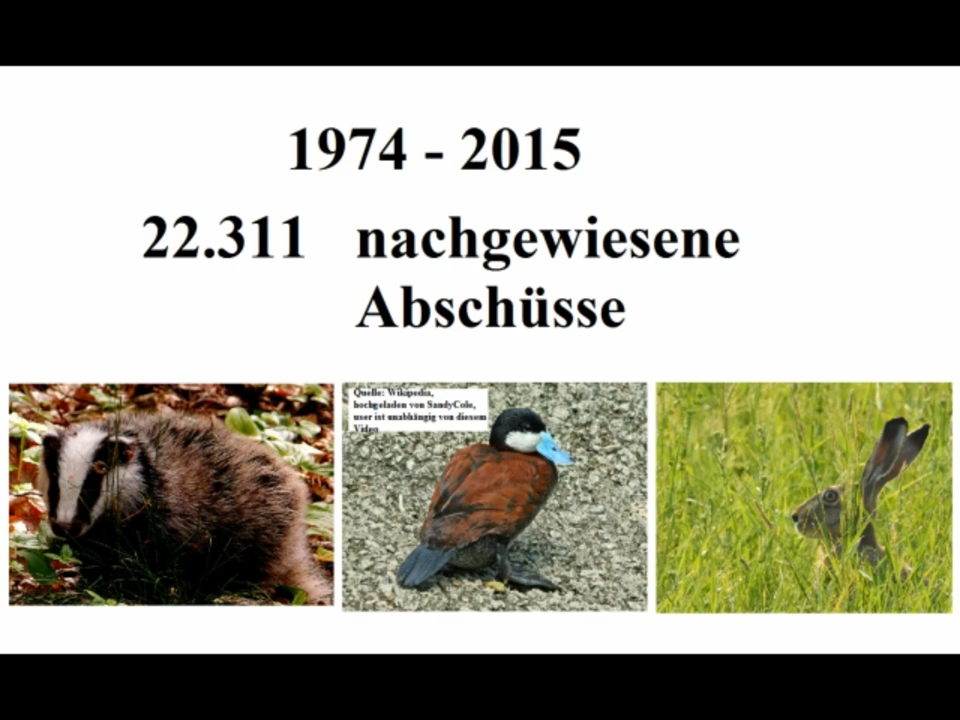 1974 - 2015
22.311 nachgewiesene
Abschüsse
Quelle: Wikipedia,
hochgeladen von SandyCole,
user ist unabhängig von diesem
Video